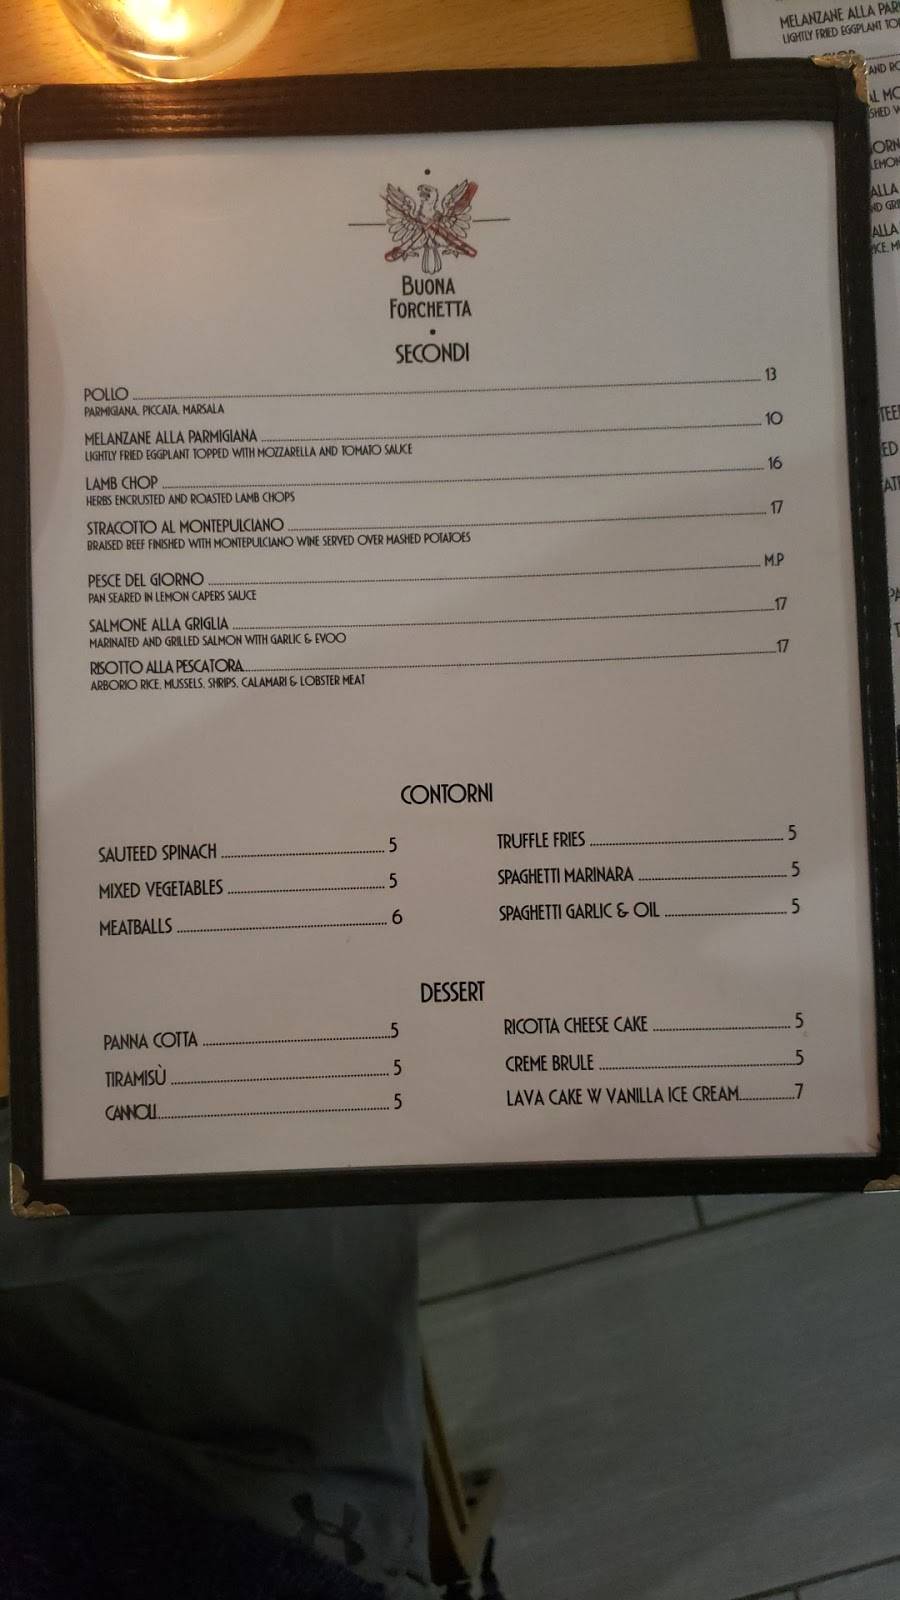 BUONA
FORCHETTA
SECONDI
POLLO 13
PARMIGIANA, PICCATA, MARSALA
MELANZANE ALLA PARMIGIANA 10
LIGHTLY FRIED EGGPLANT TOPPED WITH MOZZARELLA AND TOMATO SAUCE
LAMB CHOP 16
HERBS ENCRUSTED AND ROASTED LAMB CHOPS
STRACOTTO AL MONTEPULCIANO 17
BRAISED BEEF FINISHED WITH MONTEPULCIANO WINE SERVED OVER MASHED POTATOES
PESCE DEL GIORNO M.P
PAN SEARED IN LEMON CAPERS SAUCE
SALMONE ALLA GRIGLIA 17
MARINATED AND GRILLED SALMON WITH GARLIC & EVOO
RISOTTO ALLA PESCATORA 17
ARBORIO RICE, MUSSELS, SHRIPS, CALAMARI & LOBSTER MEAT
CONTORNI
SAUTEED SPINACH 5
MIXED VEGETABLES 5
MEATBALLS 6
TRUFFLE FRIES 5
SPAGHETTI MARINARA 5
SPAGHETTI GARLIC & OIL 5
DESSERT
PANNA COTTA 5
TIRAMISÙ 5
CANNOLI 5
RICOTTA CHEESE CAKE 5
CREME BRULE 5
LAVA CAKE W VANILLA ICE CREAM 7
MELANZANE ALLA PAR
LIGHTLY FRIED EGGPLANT TO